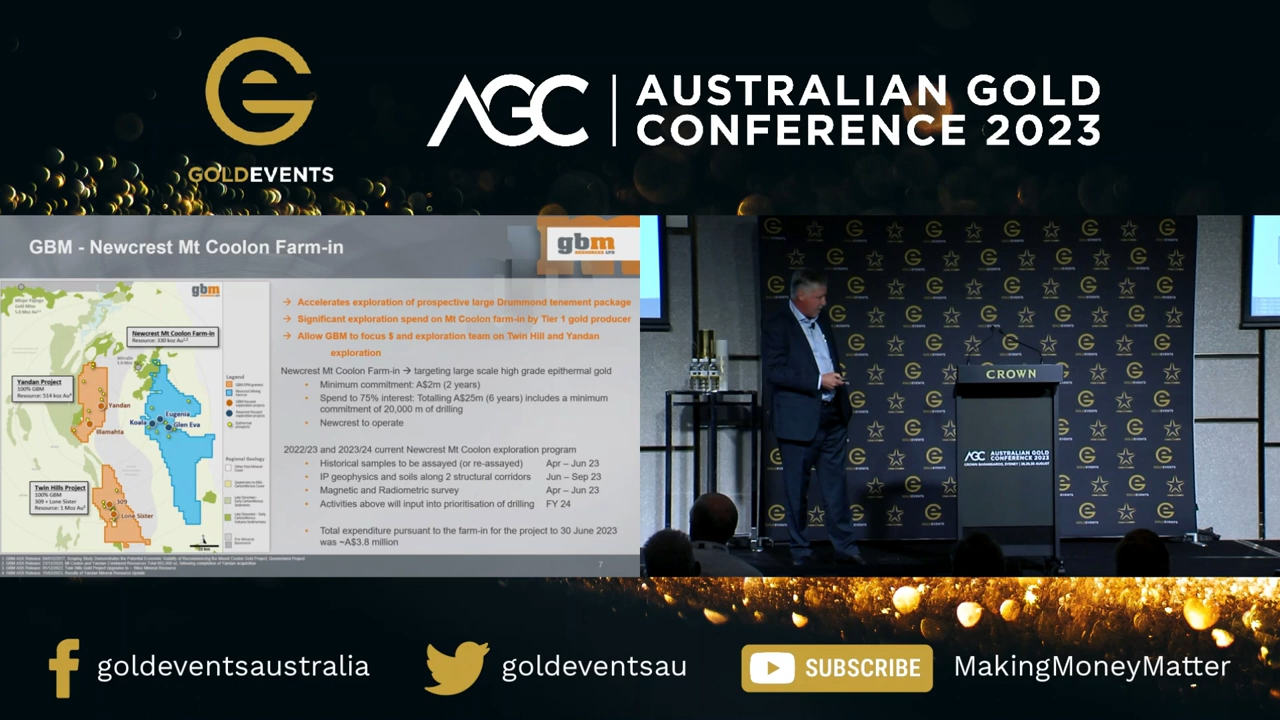 GOLDEVENTS
AGC
AUSTRALIAN GOLD
CONFERENCE 2023
GBM - Newcrest Mt Coolon Farm-in
gbm
RESOURCES LTD
gbm
Newcrest Mt Coolon Farm-in
Resource: 330 koz Au
Yandan Project
100% GBM
Resource: 514 koz Au
Yandan
Illamahta
Koala
Eugenia
Glen Eva
Twin Hills Project
100% GBM
309 + Lone Sister
Resource: 1 Moz Au
309
Lone Sister
Legend
Regional Geology
→ Accelerates exploration of prospective large Drummond tenement package
→ Significant exploration spend on Mt Coolon farm-in by Tier 1 gold producer
→ Allow GBM to focus $ and exploration team on Twin Hill and Yandan
exploration
Newcrest Mt Coolon Farm-in → targeting large scale high grade epithermal gold
• Minimum commitment: A$2m (2 years)
• Spend to 75% interest: Totalling A$25m (6 years) includes a minimum
commitment of 20,000 m of drilling
• Newcrest to operate
2022/23 and 2023/24 current Newcrest Mt Coolon exploration program
• Historical samples to be assayed (or re-assayed) Apr – Jun 23
• IP geophysics and soils along 2 structural corridors Jun – Sep 23
• Magnetic and Radiometric survey Apr – Jun 23
• Activities above will input into prioritisation of drilling FY 24
• Total expenditure pursuant to the farm-in for the project to 30 June 2023
was ~A$3.8 million
7
CROWN
AGC
AUSTRALIAN GOLD
CONFERENCE 2023
goldeventsaustralia
goldeventsau
SUBSCRIBE
MakingMoneyMatter